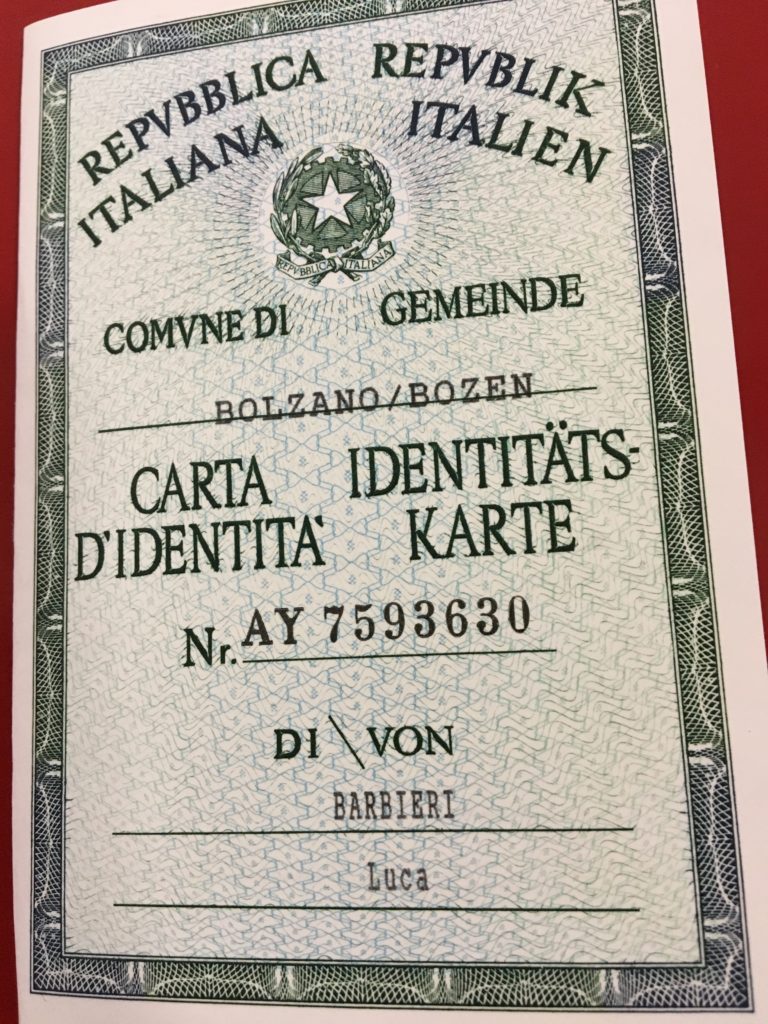 REPVBBLICA ITALIANA
REPVBLIK ITALIEN
REPVBBLICA ITALIANA
COMVNE DI GEMEINDE
BOLZANO/BOZEN
CARTA D'IDENTITA'
IDENTITÄTS-
KARTE
Nr. AY 7593630
DI \ VON
BARBIERI
Luca